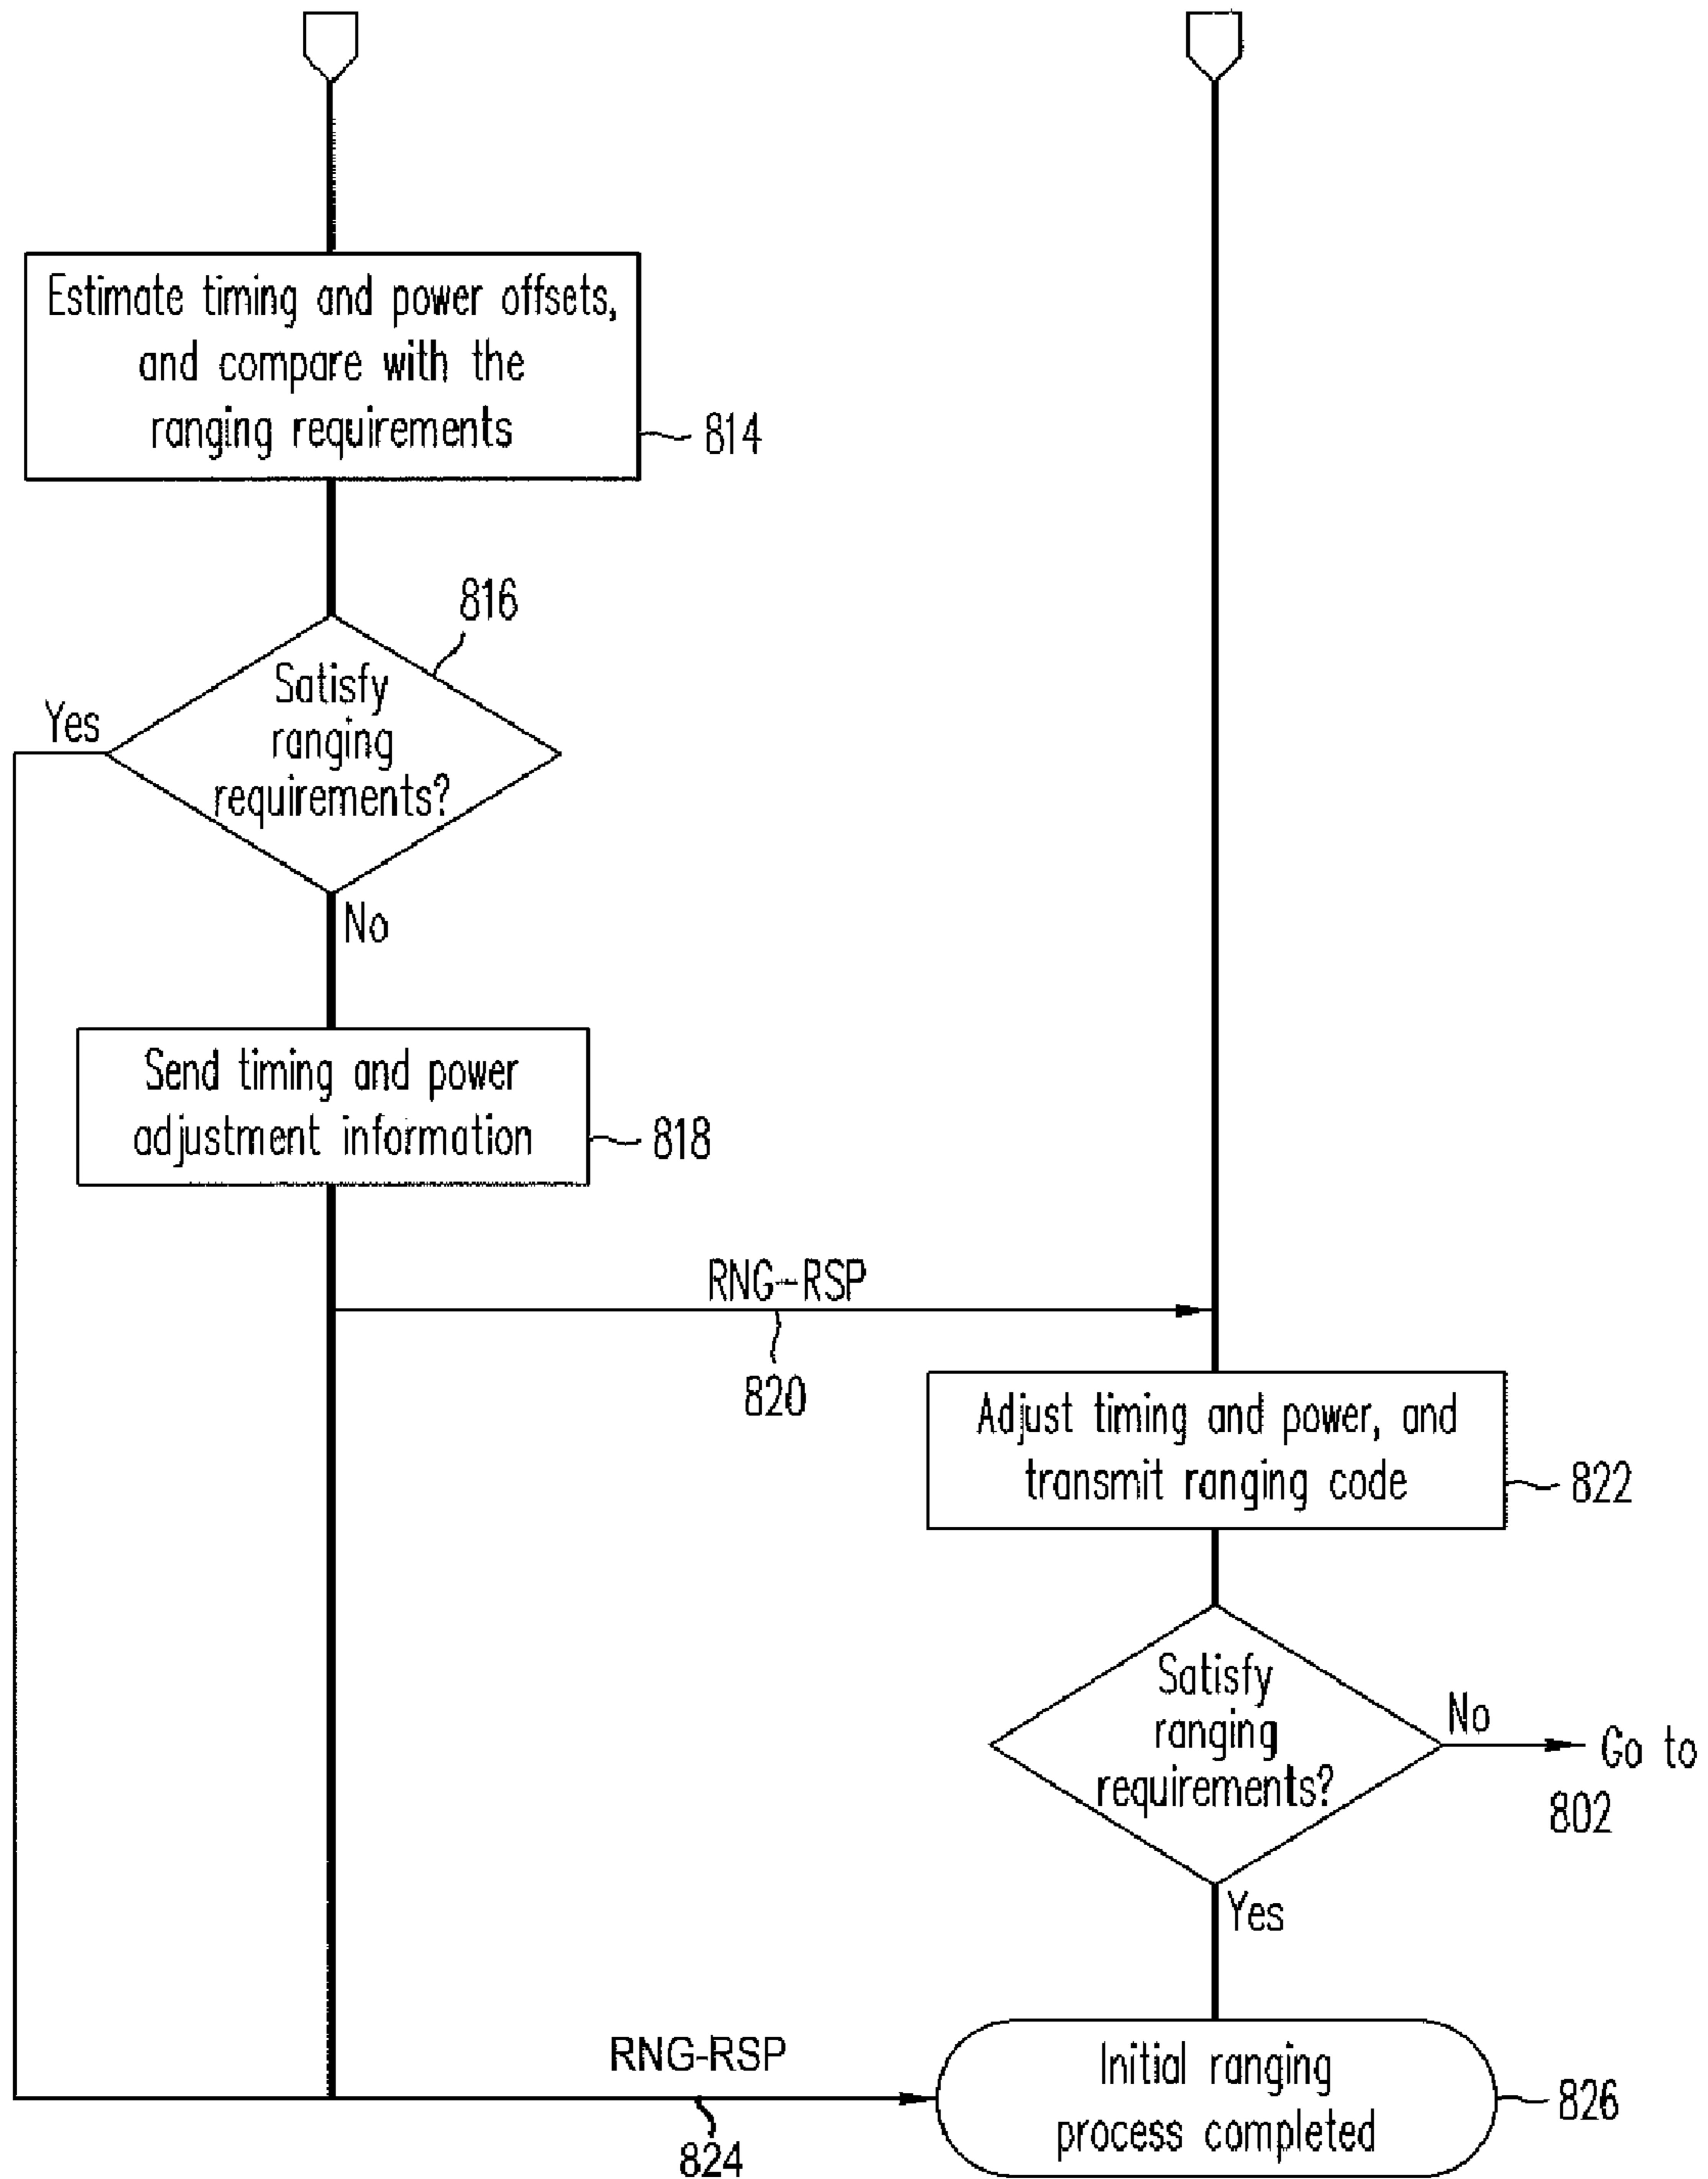 Estimate timing and power offsets,
and compare with the
ranging requirements
814
816
Satisfy
ranging
requirements?
Yes
No
Send timing and power
adjustment information
818
RNG-RSP
820
Adjust timing and power, and
transmit ranging code
822
Satisfy
ranging
requirements?
No
Go to
802
Yes
RNG-RSP
824
Initial ranging
process completed
826